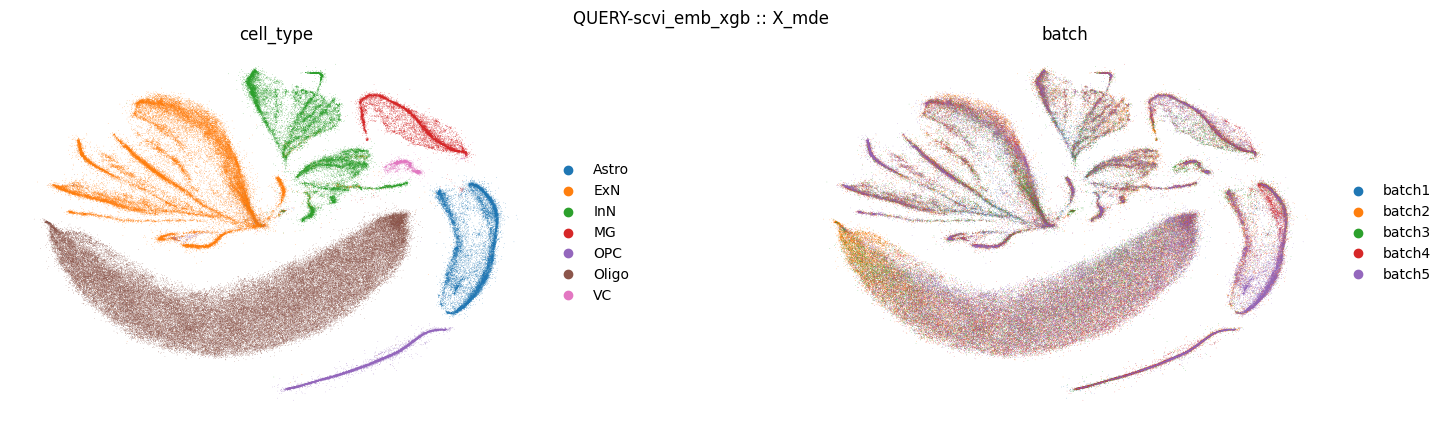 QUERY-scvi_emb_xgb :: X_mde
cell_type
Astro
ExN
InN
MG
OPC
Oligo
VC
batch
batch1
batch2
batch3
batch4
batch5